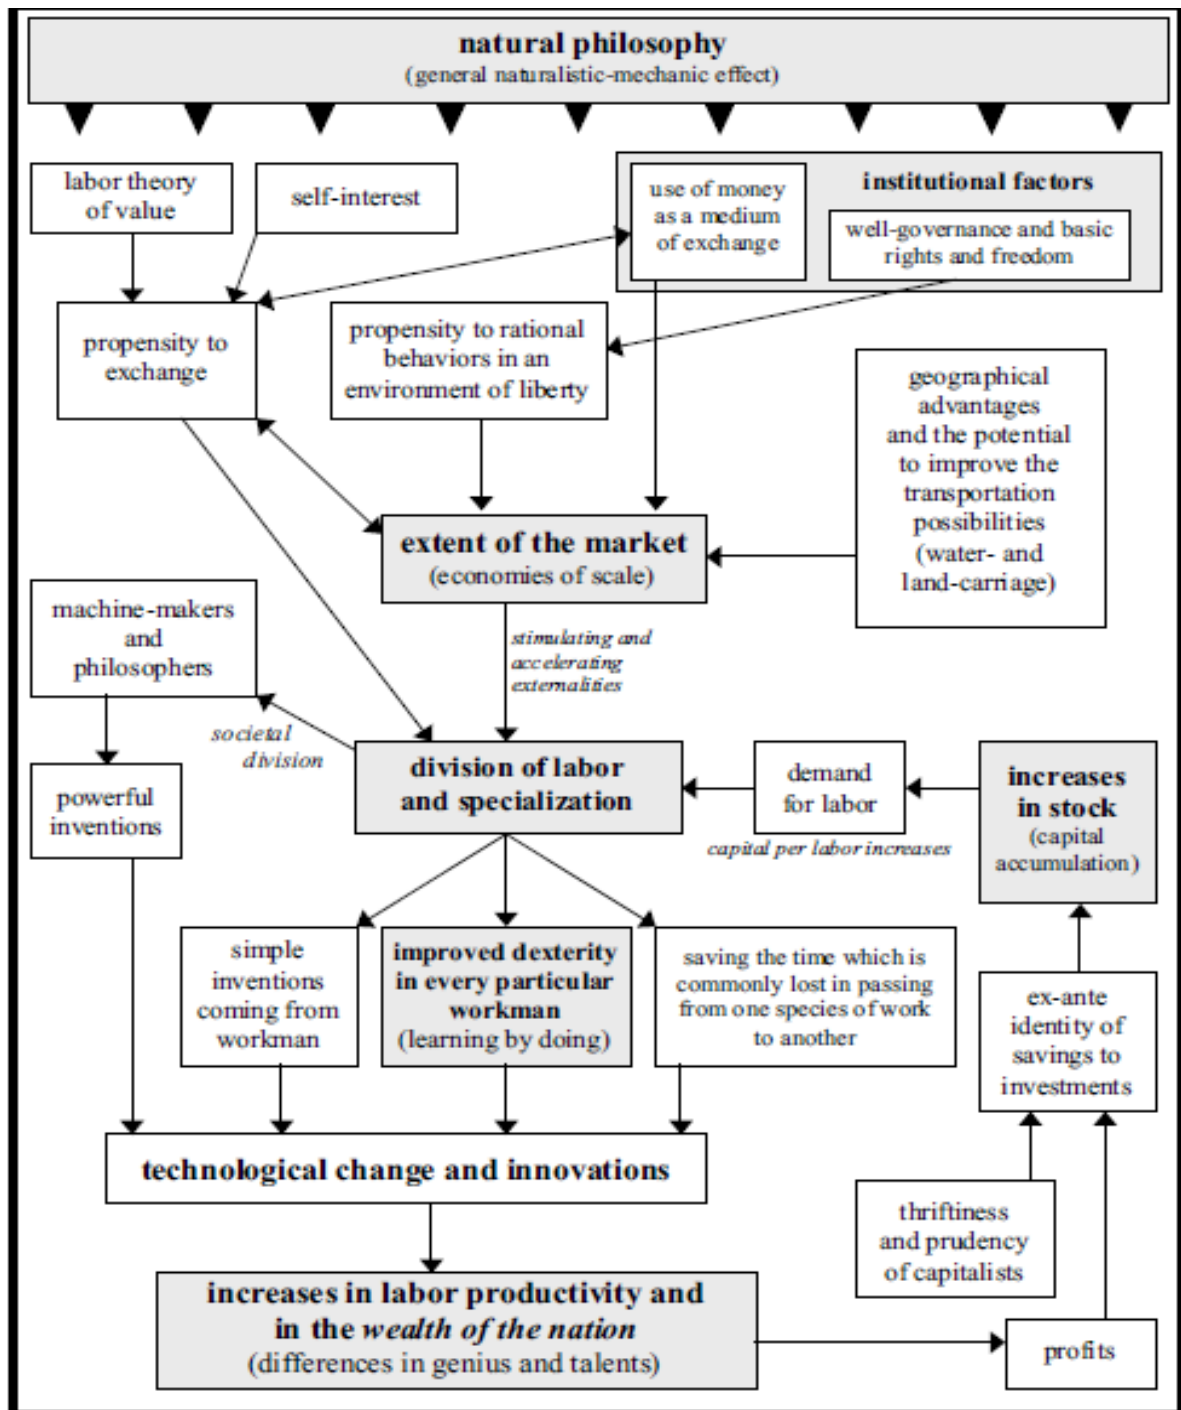 natural philosophy
(general naturalistic-mechanic effect)
labor theory
of value
self-interest
use of money
as a medium
of exchange
institutional factors
well-governance and basic
rights and freedom
propensity to
exchange
propensity to rational
behaviors in an
environment of liberty
geographical
advantages
and the potential
to improve the
transportation
possibilities
(water- and
land-carriage)
extent of the market
(economies of scale)
machine-makers
and
philosophers
stimulating and
accelerating
externalities
societal
division
powerful
inventions
division of labor
and specialization
demand
for labor
increases
in stock
(capital
accumulation)
capital per labor increases
simple
inventions
coming from
workman
improved dexterity
in every particular
workman
(learning by doing)
saving the time which is
commonly lost in passing
from one species of work
to another
ex-ante
identity of
savings to
investments
technological change and innovations
thriftiness
and prudency
of capitalists
increases in labor productivity and
in the wealth of the nation
(differences in genius and talents)
profits